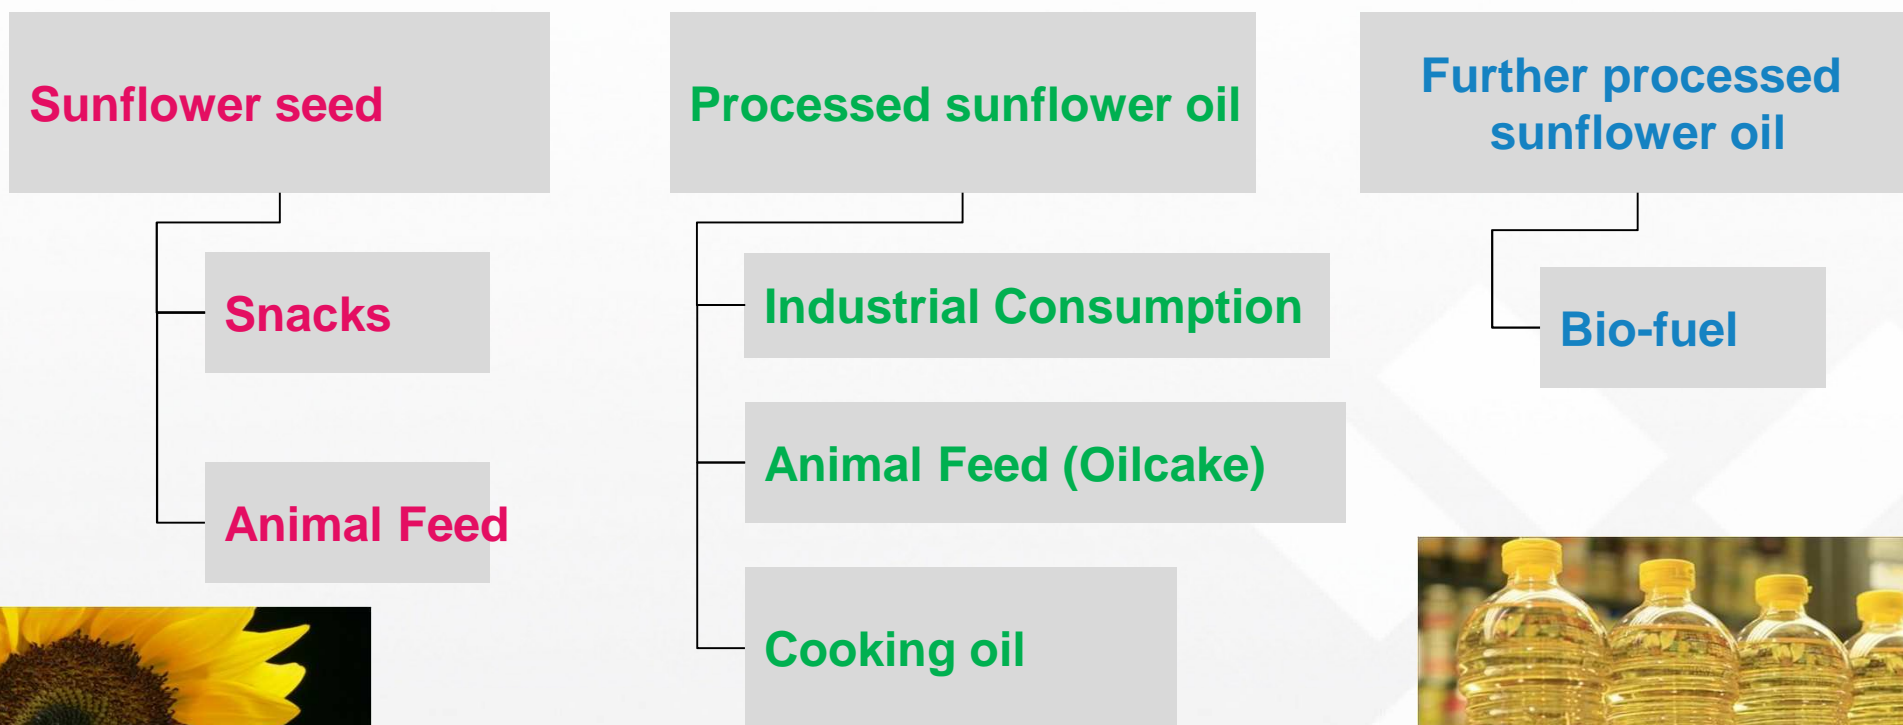 Sunflower seed
Snacks
Animal Feed
Processed sunflower oil
Industrial Consumption
Animal Feed (Oilcake)
Cooking oil
Further processed
sunflower oil
Bio-fuel